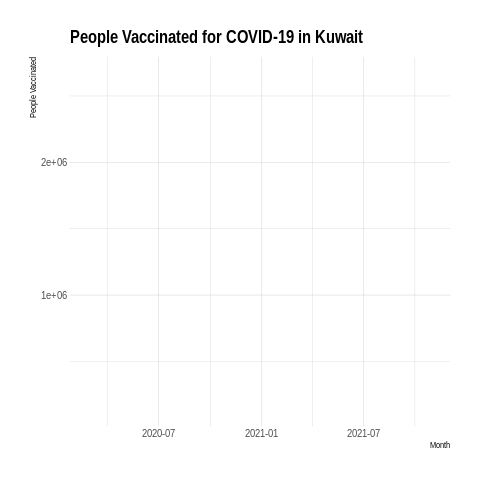 People Vaccinated for COVID-19 in Kuwait
People Vaccinated
2e+06
1e+06
2020-07
2021-01
2021-07
Month